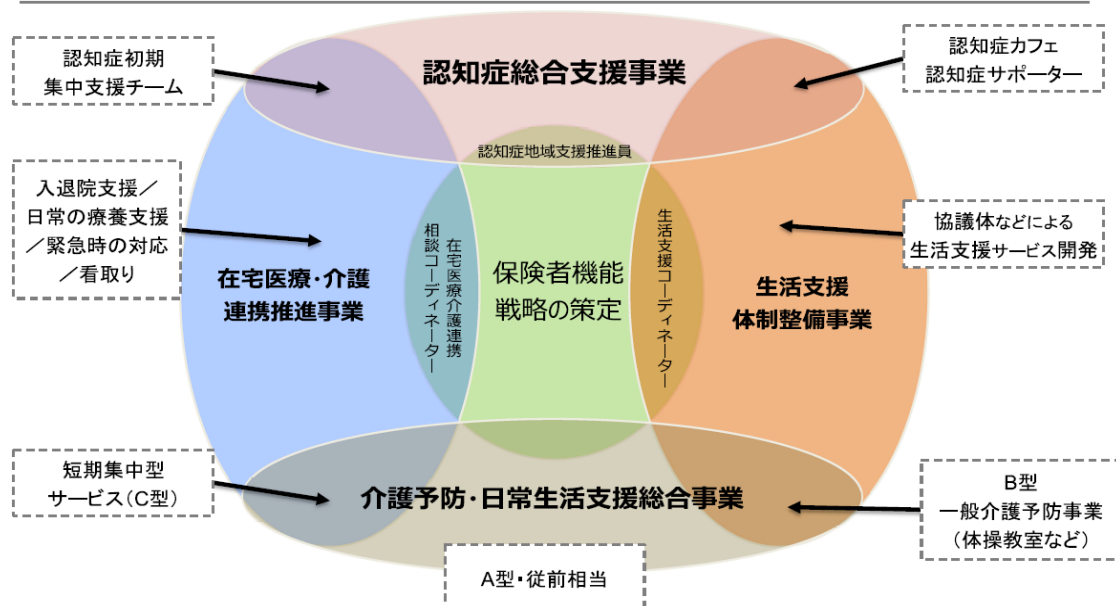 認知症初期
集中支援チーム
認知症総合支援事業
認知症カフェ
認知症サポーター
認知症地域支援推進員
入退院支援／
日常の療養支援
／緊急時の対応
／看取り
在宅医療・介護
連携推進事業
在宅医療介護連携
相談コーディネーター
保険者機能
戦略の策定
生活支援コーディネーター
生活支援
体制整備事業
協議体などによる
生活支援サービス開発
短期集中型
サービス（C型）
介護予防・日常生活支援総合事業
B型
一般介護予防事業
（体操教室など）
A型・従前相当